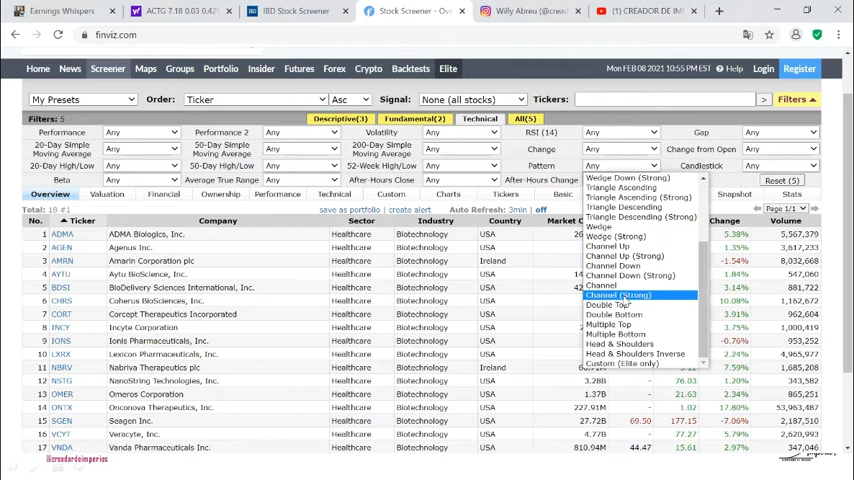 Earnings Whispers
ACTG 7.18 0.03 0.42
IBD Stock Screener
Stock Screener - Ov
Willy Abreu (@crea
(1) CREADOR DE IMP
finviz.com
Home News Screener Maps Groups Portfolio Insider Futures Forex Crypto Backtests Elite Mon FEB 08 2021 10:55 PM Help Login Register
My Presets Order: Ticker Asc Signal: None (all stocks) Tickers: > Filters
Filters: 5 Descriptive(3) Fundamental(2) Technical All(5)
Performance Any Performance 2 Any Volatility Any RSI (14) Any Gap Any
20-Day Simple Moving Average Any 50-Day Simple Moving Average Any 200-Day Simple Moving Average Any Change Any Change from Open Any
20-Day High/Low Any 50-Day High/Low Any 52-Week High/Low Any Pattern Any Candlestick Any
Beta Any Average True Range Any After-Hours Close Any After-Hours Change Reset (5)
Overview Valuation Financial Ownership Performance Technical Custom Charts Tickers Basic Snapshot Stats
Total: 18 #1 save as portfolio | create alert Auto Refresh: 3min | off Page 1/1
Wedge Down (Strong)
Triangle Ascending
Triangle Ascending (Strong)
Triangle Descending
Triangle Descending (Strong)
Wedge
Wedge (Strong)
Channel Up
Channel Up (Strong)
Channel Down
Channel Down (Strong)
Channel
Channel (Strong)
Double Top
Double Bottom
Multiple Top
Multiple Bottom
Head & Shoulders
Head & Shoulders Inverse
Custom (Elite only)
No. Ticker Company Sector Industry Country Market Change Volume
1 ADMA ADMA Biologics, Inc. Healthcare Biotechnology USA 5.38% 5,567,379
2 AGEN Agenus Inc. Healthcare Biotechnology USA 1.35% 3,617,233
3 AMRN Amarin Corporation plc Healthcare Biotechnology Ireland -1.54% 3,632,163
4 AYTU Aytu BioScience, Inc. Healthcare Biotechnology USA 1.84% 547,060
5 BDSI BioDelivery Sciences International, Inc. Healthcare Biotechnology USA 3.14% 881,722
6 CHRS Coherus BioSciences, Inc. Healthcare Biotechnology USA 10.08% 1,162,672
7 CORT Corcept Therapeutics Incorporated Healthcare Biotechnology USA 3.91% 962,758
8 INCY Incyte Corporation Healthcare Biotechnology USA 3.75% 1,000,419
9 IONS Ionis Pharmaceuticals, Inc. Healthcare Biotechnology USA -0.76% 953,352
10 LXRX Lexicon Pharmaceuticals, Inc. Healthcare Biotechnology USA 2.27% 4,965,977
11 NBRV Nabriva Therapeutics plc Healthcare Biotechnology Ireland 7.59% 1,685,208
12 NSTG NanoString Technologies, Inc. Healthcare Biotechnology USA 3.28B - 76.03 1.20% 343,582
13 OMER Omeros Corporation Healthcare Biotechnology USA 1.37B - 21.63 2.34% 985,163
14 ONTX Onconova Therapeutics, Inc. Healthcare Biotechnology USA 227.91M - 1.02 17.80% 53,963,487
15 SGEN Seagen Inc. Healthcare Biotechnology USA 27.72B 69.50 177.15 -7.06% 2,187,510
16 VCYT Veracyte, Inc. Healthcare Biotechnology USA 4.77B - 77.27 5.79% 2,620,993
17 VNDA Vanda Pharmaceuticals Inc. Healthcare Biotechnology USA 810.94M 44.47 15.61 2.97% 347,046
@creadordeimperios